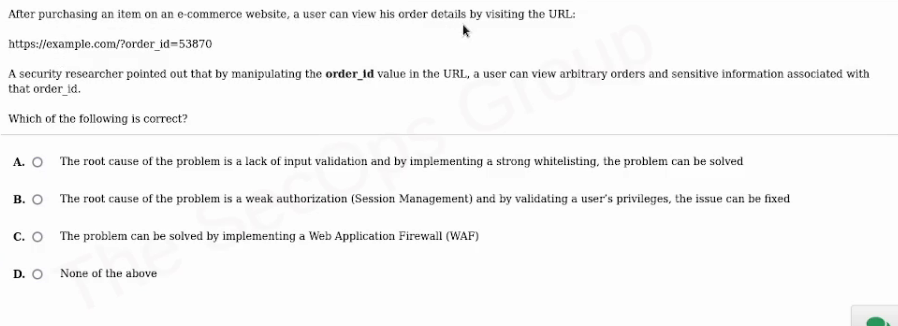 After purchasing an item on an e-commerce website, a user can view his order details by visiting the URL:
https://example.com/?order_id=53870
A security researcher pointed out that by manipulating the order_id value in the URL, a user can view arbitrary orders and sensitive information associated with
that order_id.
Which of the following is correct?
A. The root cause of the problem is a lack of input validation and by implementing a strong whitelisting, the problem can be solved
B. The root cause of the problem is a weak authorization (Session Management) and by validating a user's privileges, the issue can be fixed
C. The problem can be solved by implementing a Web Application Firewall (WAF)
D. None of the above
The SecOps Group